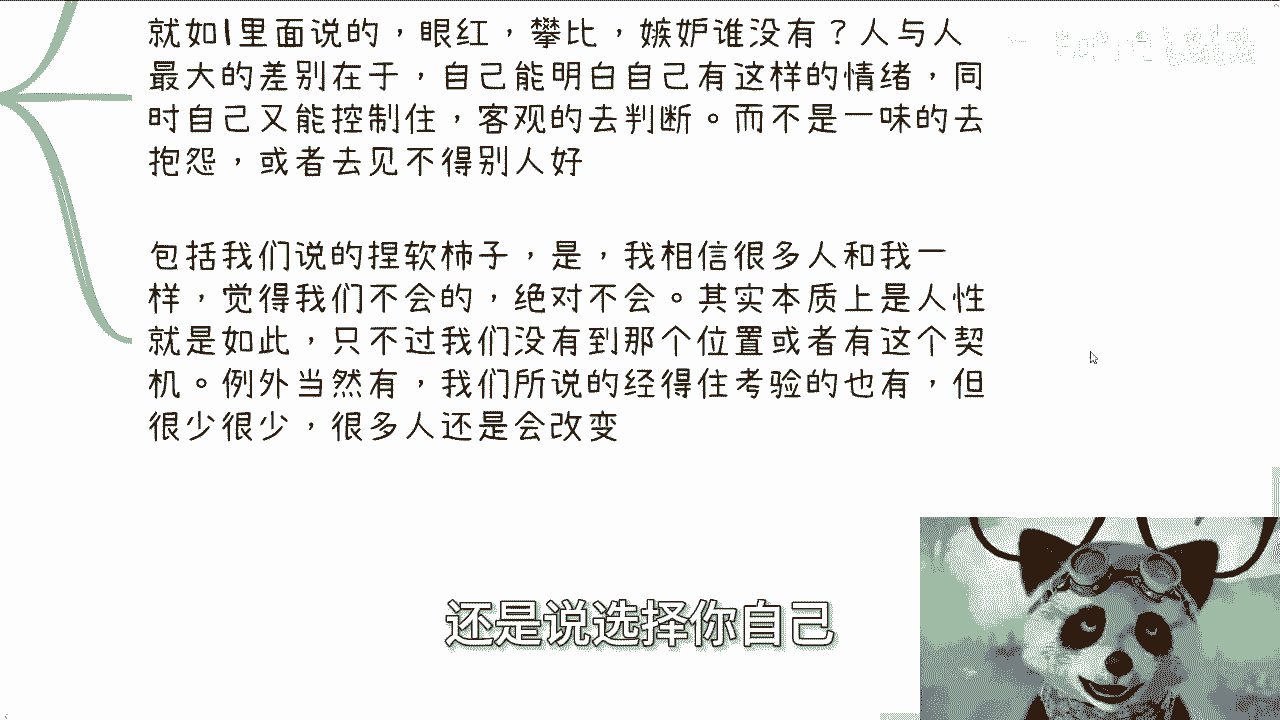 就如1里面说的，眼红，攀比，嫉妒谁没有？人与人
最大的差别在于，自己能明白自己有这样的情绪，同
时自己又能控制住，客观的去判断。而不是一味的去
抱怨，或者去见不得别人好
包括我们说的捏软柿子，是，我相信很多人和我一
样，觉得我们不会的，绝对不会。其实本质上是人性
就是如此，只不过我们没有到那个位置或者有这个契
机。例外当然有，我们所说的经得住考验的也有，但
很少很少，很多人还是会改变
还是说选择你自己